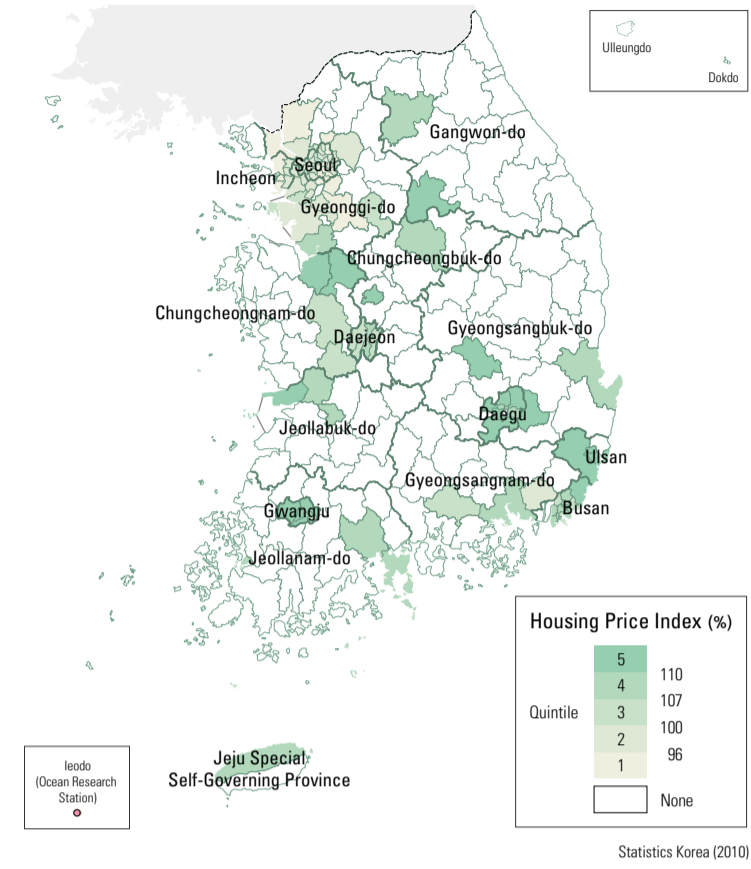 Ulleungdo
Dokdo
Gangwon-do
Seoul
Incheon
Gyeonggi-do
Chungcheongbuk-do
Chungcheongnam-do
Daejeon
Gyeongsangbuk-do
Daegu
Jeollabuk-do
Ulsan
Gyeongsangnam-do
Busan
Gwangju
Jeollanam-do
Jeju Special
Self-Governing Province
Ieodo
(Ocean Research
Station)
Housing Price Index (%)
Quintile
5
110
4
107
3
100
2
96
1
None
Statistics Korea (2010)